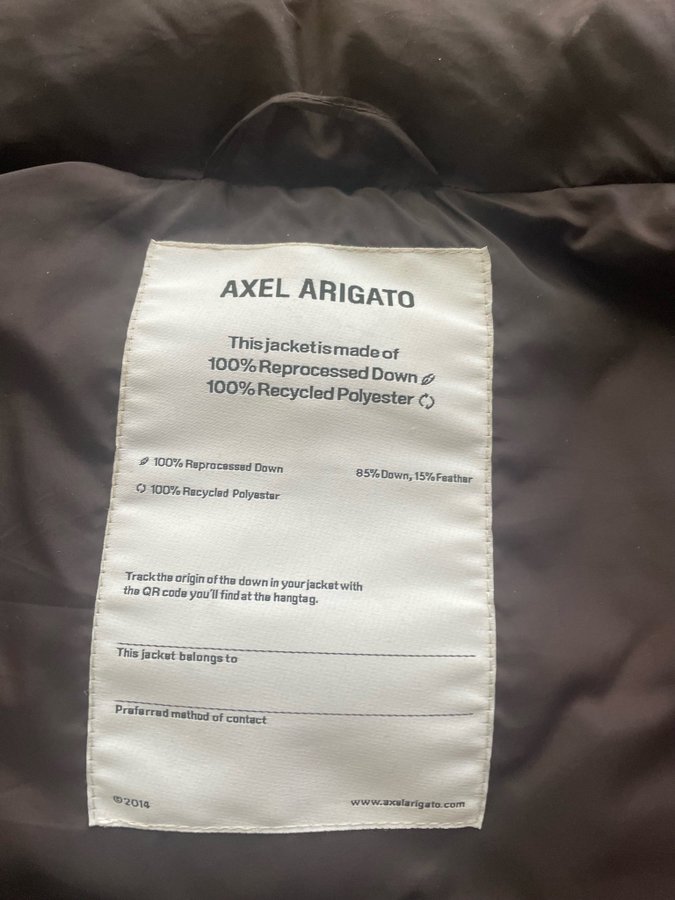 AXEL ARIGATO
This jacket is made of
100% Reprocessed Down
100% Recycled Polyester
100% Reprocessed Down 85% Down, 15% Feather
100% Recycled Polyester
Track the origin of the down in your jacket with
the QR code you'll find at the hangtag.
This jacket belongs to
Preferred method of contact
©2014 www.axelarigato.com